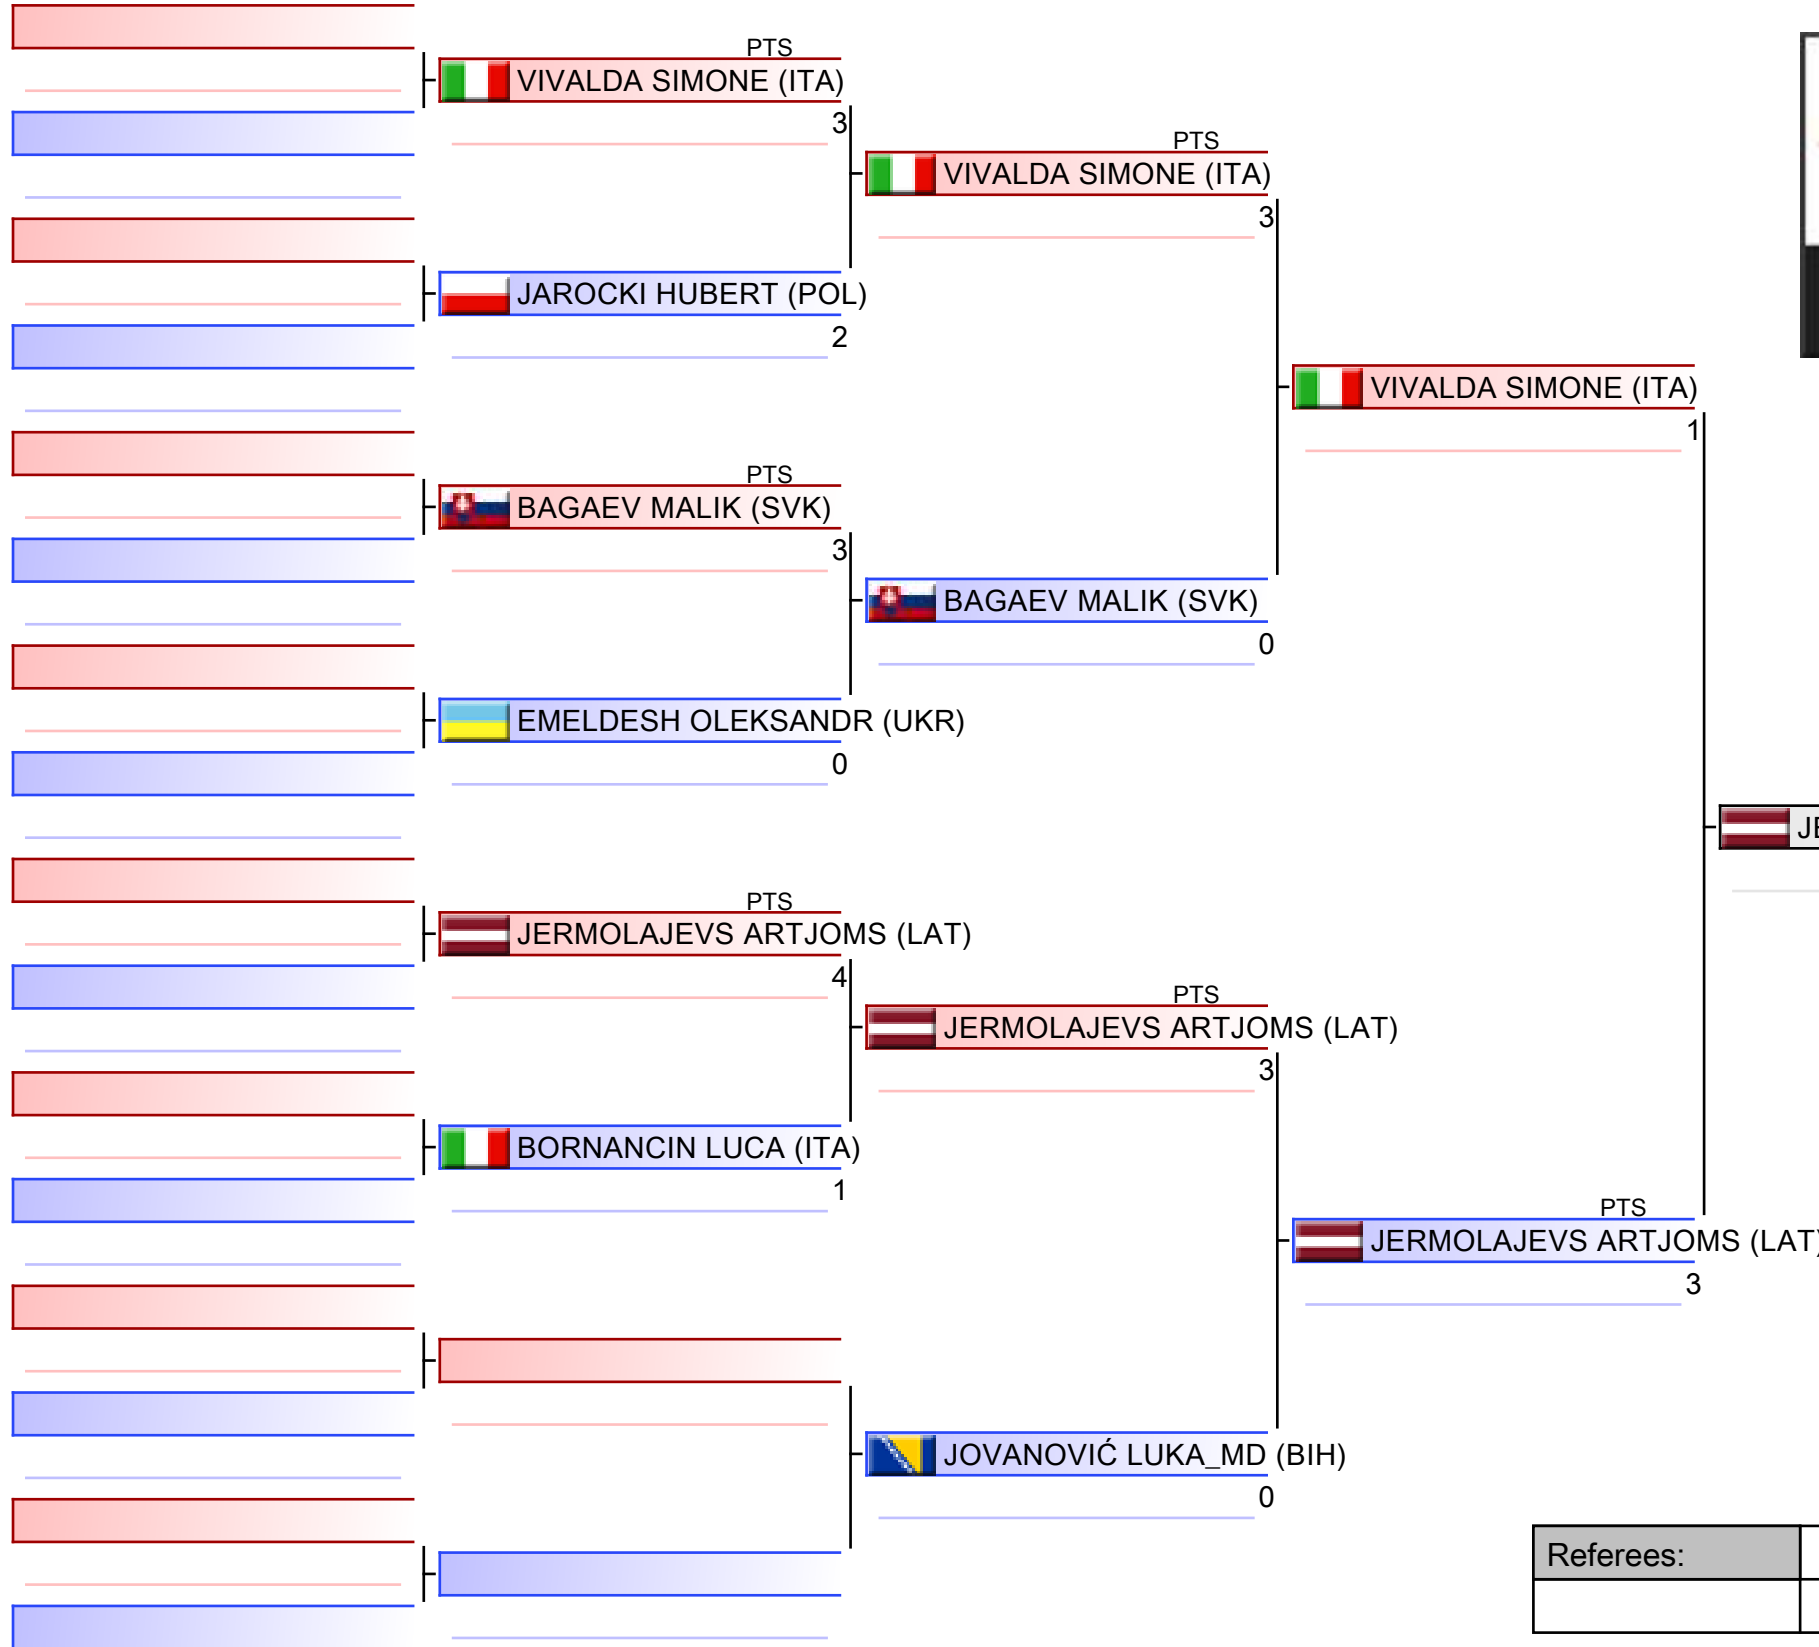 PTS
VIVALDA SIMONE (ITA)
3
PTS
VIVALDA SIMONE (ITA)
3
JAROCKI HUBERT (POL)
2
VIVALDA SIMONE (ITA)
1
PTS
BAGAEV MALIK (SVK)
3
BAGAEV MALIK (SVK)
0
EMELDESH OLEKSANDR (UKR)
0
JE
PTS
JERMOLAJEVS ARTJOMS (LAT)
4
PTS
JERMOLAJEVS ARTJOMS (LAT)
3
BORNANCIN LUCA (ITA)
1
PTS
JERMOLAJEVS ARTJOMS (LAT)
3
JOVANOVIĆ LUKA_MD (BIH)
0
Referees: